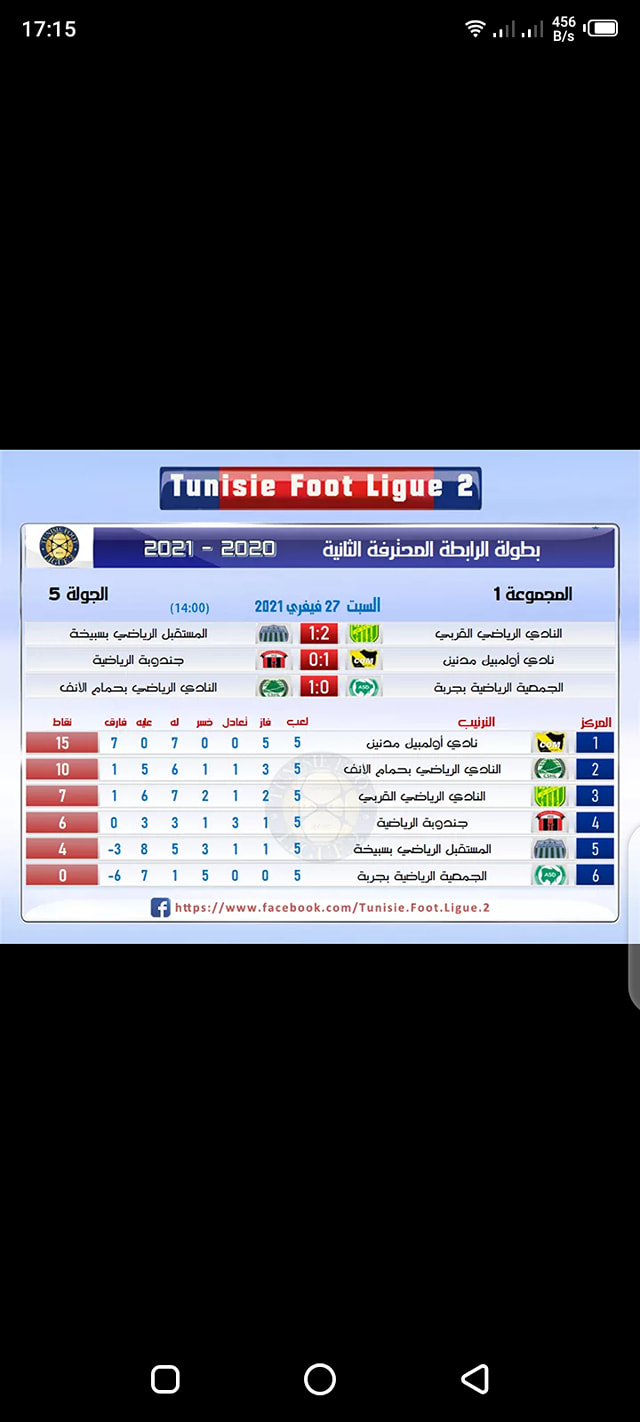 17:15 456 B/s
Tunisie Foot Ligue 2
بطولة الرابطة المحترفة الثانية 2020 - 2021
المجموعة 1 الجولة 5
السبت 27 فيفري 2021 (14:00)
النادي الرياضي القربي 1:2 المستقبل الرياضي بسبيخة
نادي أولمبيل مدنين COM 0:1 جندوبة الرياضية
الجمعية الرياضية بجربة ASD 1:0 النادي الرياضي بحمام الانف
المركز الترتيب لعب فاز تعادل خسر له عليه فارق نقاط
1 COM نادي أولمبيل مدنين 5 5 0 0 7 0 7 15
2 النادي الرياضي بحمام الانف 5 3 1 1 6 5 1 10
3 النادي الرياضي القربي 5 2 1 2 7 6 1 7
4 جندوبة الرياضية 5 1 3 1 3 3 0 6
5 المستقبل الرياضي بسبيخة 5 1 1 3 5 8 -3 4
6 ASD الجمعية الرياضية بجربة 5 0 0 5 1 7 -6 0
https://www.facebook.com/Tunisie.Foot.Ligue.2